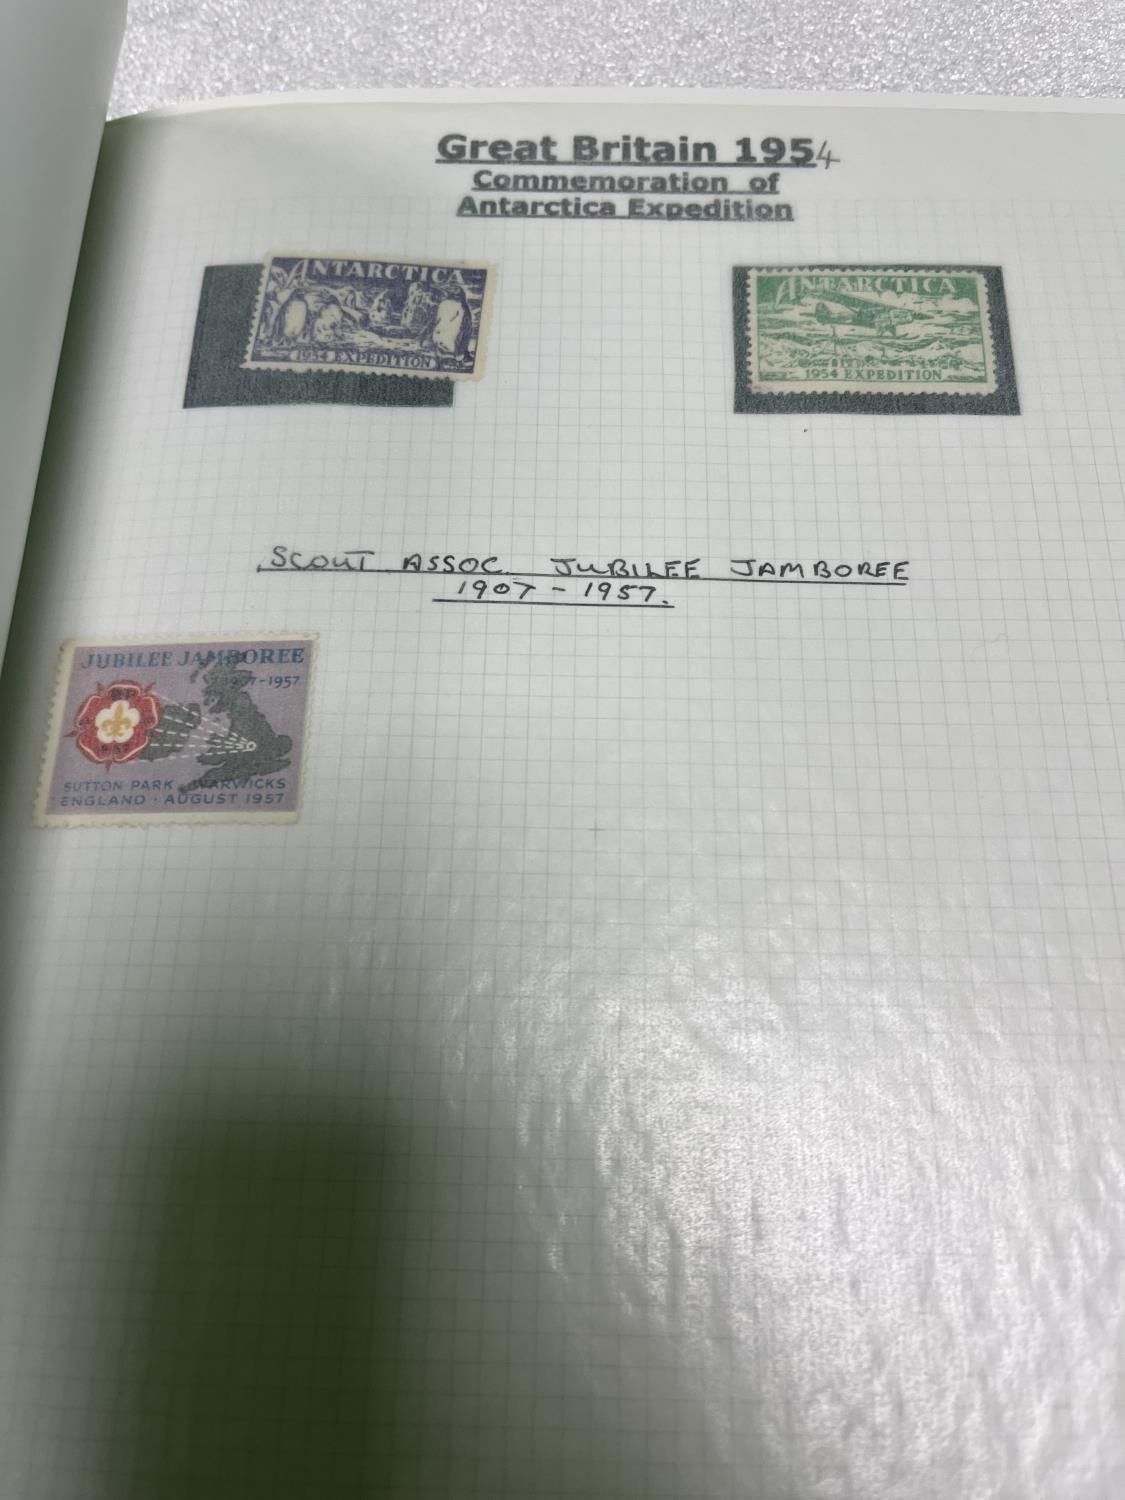 Great Britain 1954
Commemoration of
Antarctica Expedition
ANTARCTICA
1954 EXPEDITION
ANTARCTICA
1954 EXPEDITION
SCOUT ASSOC. JUBILEE JAMBOREE
1907 - 1957.
JUBILEE JAMBOREE
1907-1957
SUTTON PARK · WARWICKS
ENGLAND · AUGUST 1957